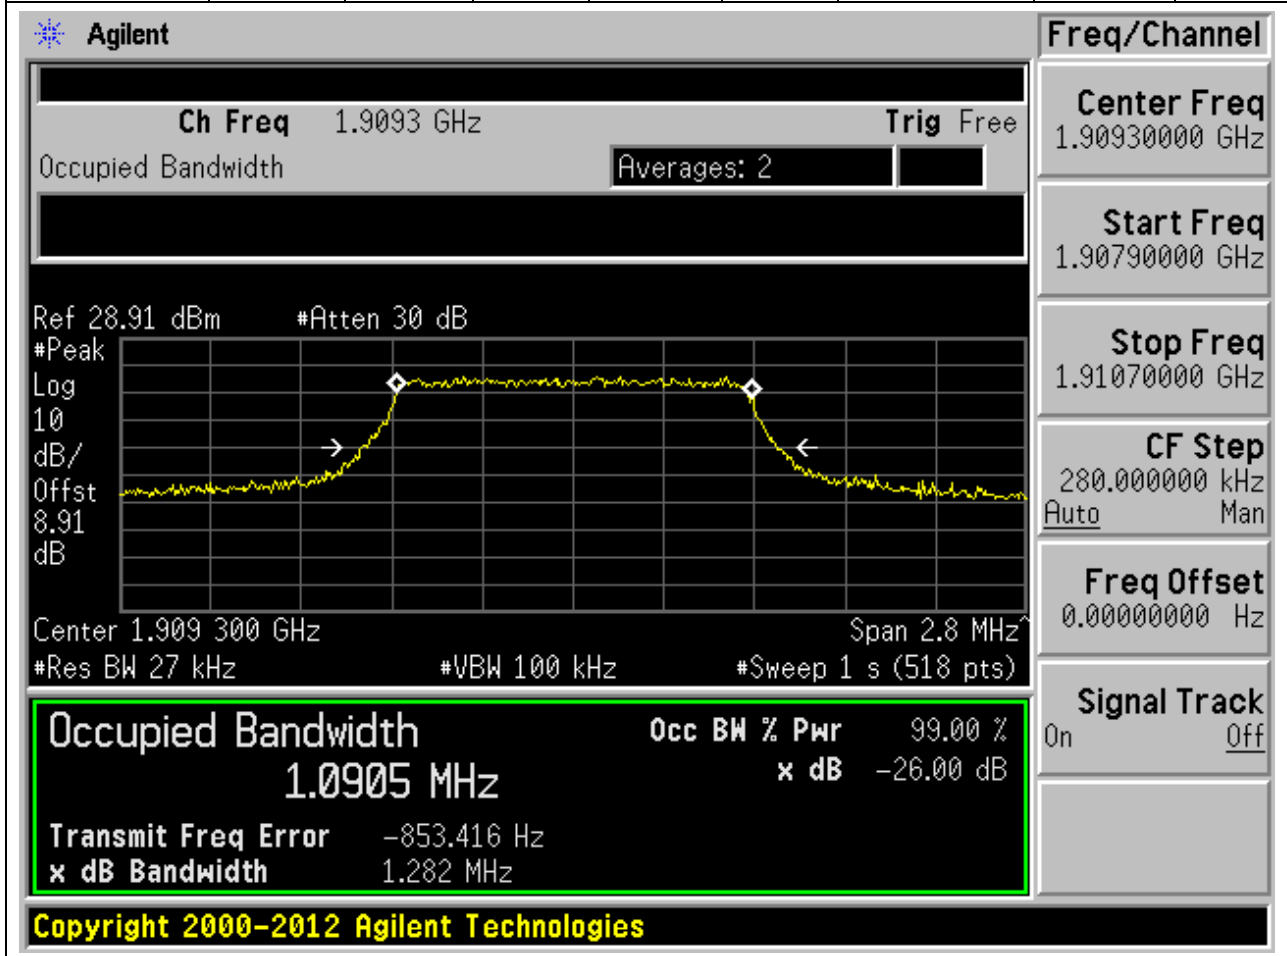 Agilent
Freq/Channel
Ch Freq 1.9093 GHz Trig Free
Occupied Bandwidth Averages: 2
Center Freq
1.90930000 GHz
Start Freq
1.90790000 GHz
Stop Freq
1.91070000 GHz
CF Step
280.000000 kHz
Auto Man
Freq Offset
0.00000000 Hz
Signal Track
On Off
Ref 28.91 dBm #Atten 30 dB
#Peak
Log
10
dB/
Offst
8.91
dB
Center 1.909 300 GHz Span 2.8 MHz^
#Res BW 27 kHz #VBW 100 kHz #Sweep 1 s (518 pts)
Occupied Bandwidth
1.0905 MHz
Occ BW % Pwr 99.00 %
x dB -26.00 dB
Transmit Freq Error -853.416 Hz
x dB Bandwidth 1.282 MHz
Copyright 2000-2012 Agilent Technologies